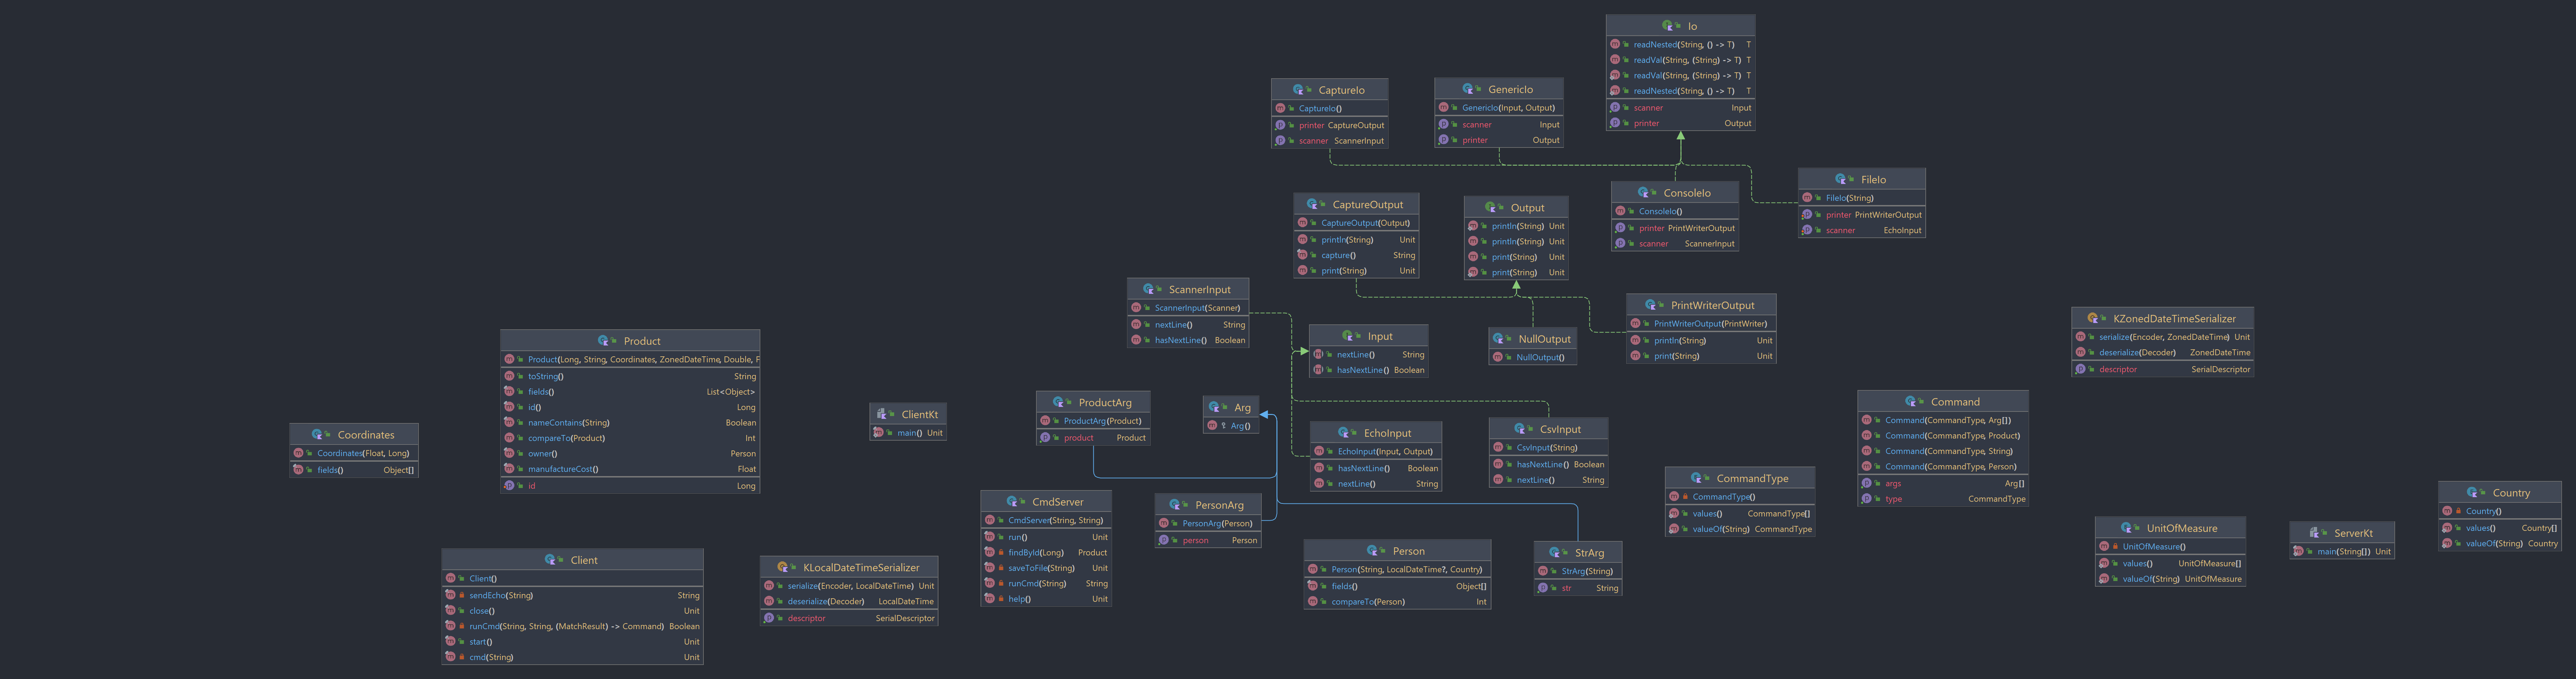 Io
readNested(String, () -> T) T
readVal(String, (String) -> T) T
readVal(String, (String) -> T) T
readNested(String, () -> T) T
scanner Input
printer Output
CaptureIo
CaptureIo()
printer CaptureOutput
scanner ScannerInput
GenericIo
GenericIo(Input, Output)
scanner Input
printer Output
ConsoleIo
ConsoleIo()
printer PrintWriterOutput
scanner ScannerInput
FileIo
FileIo(String)
printer PrintWriterOutput
scanner EchoInput
CaptureOutput
CaptureOutput(Output)
println(String) Unit
capture() String
print(String) Unit
Output
println(String) Unit
println(String) Unit
print(String) Unit
print(String) Unit
ScannerInput
ScannerInput(Scanner)
nextLine() String
hasNextLine() Boolean
Input
nextLine() String
hasNextLine() Boolean
NullOutput
NullOutput()
PrintWriterOutput
PrintWriterOutput(PrintWriter)
println(String) Unit
print(String) Unit
KZonedDateTimeSerializer
serialize(Encoder, ZonedDateTime) Unit
deserialize(Decoder) ZonedDateTime
descriptor SerialDescriptor
Product
Product(Long, String, Coordinates, ZonedDateTime, Double, F
toString() String
fields() List<Object>
id() Long
nameContains(String) Boolean
compareTo(Product) Int
owner() Person
manufactureCost() Float
id Long
Coordinates
Coordinates(Float, Long)
fields() Object[]
ClientKt
main() Unit
ProductArg
ProductArg(Product)
product Product
Arg
Arg()
EchoInput
EchoInput(Input, Output)
hasNextLine() Boolean
nextLine() String
CsvInput
CsvInput(String)
hasNextLine() Boolean
nextLine() String
Command
Command(CommandType, Arg[])
Command(CommandType, Product)
Command(CommandType, String)
Command(CommandType, Person)
args Arg[]
type CommandType
CommandType
CommandType()
values() CommandType[]
valueOf(String) CommandType
CmdServer
CmdServer(String, String)
run() Unit
findById(Long) Product
saveToFile(String) Unit
runCmd(String) String
help() Unit
PersonArg
PersonArg(Person)
person Person
Country
Country()
values() Country[]
valueOf(String) Country
UnitOfMeasure
UnitOfMeasure()
values() UnitOfMeasure[]
valueOf(String) UnitOfMeasure
ServerKt
main(String[]) Unit
Client
Client()
sendEcho(String) String
close() Unit
runCmd(String, String, (MatchResult) -> Command) Boolean
start() Unit
cmd(String) Unit
KLocalDateTimeSerializer
serialize(Encoder, LocalDateTime) Unit
deserialize(Decoder) LocalDateTime
descriptor SerialDescriptor
Person
Person(String, LocalDateTime?, Country)
fields() Object[]
compareTo(Person) Int
StrArg
StrArg(String)
str String